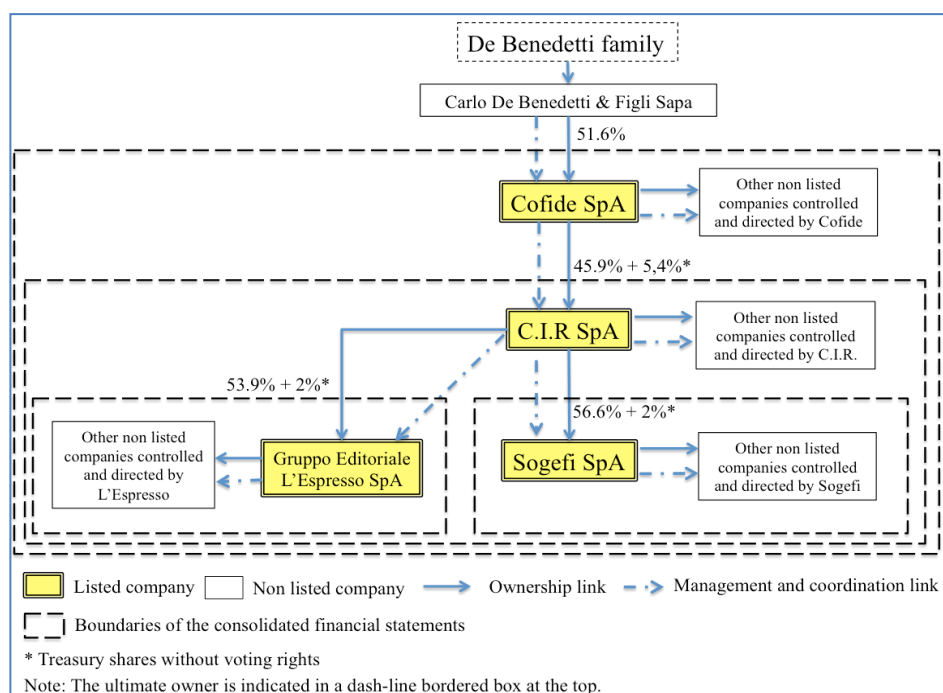 De Benedetti family
Carlo De Benedetti & Figli Sapa
51.6%
Cofide SpA
Other non listed
companies controlled
and directed by Cofide
45.9% + 5,4%*
C.I.R SpA
Other non listed
companies controlled
and directed by C.I.R.
53.9% + 2%*
56.6% + 2%*
Other non listed
companies controlled
and directed by
L’Espresso
Gruppo Editoriale
L’Espresso SpA
Sogefi SpA
Other non listed
companies controlled
and directed by Sogefi
Listed company
Non listed company
Ownership link
Management and coordination link
Boundaries of the consolidated financial statements
* Treasury shares without voting rights
Note: The ultimate owner is indicated in a dash-line bordered box at the top.